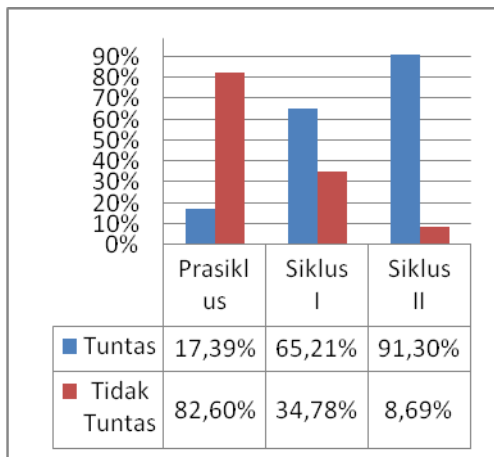 90%
80%
70%
60%
50%
40%
30%
20%
10%
0%
Prasikl Siklus Siklus
us I II
Tuntas 17,39% 65,21% 91,30%
Tidak
Tuntas 82,60% 34,78% 8,69%